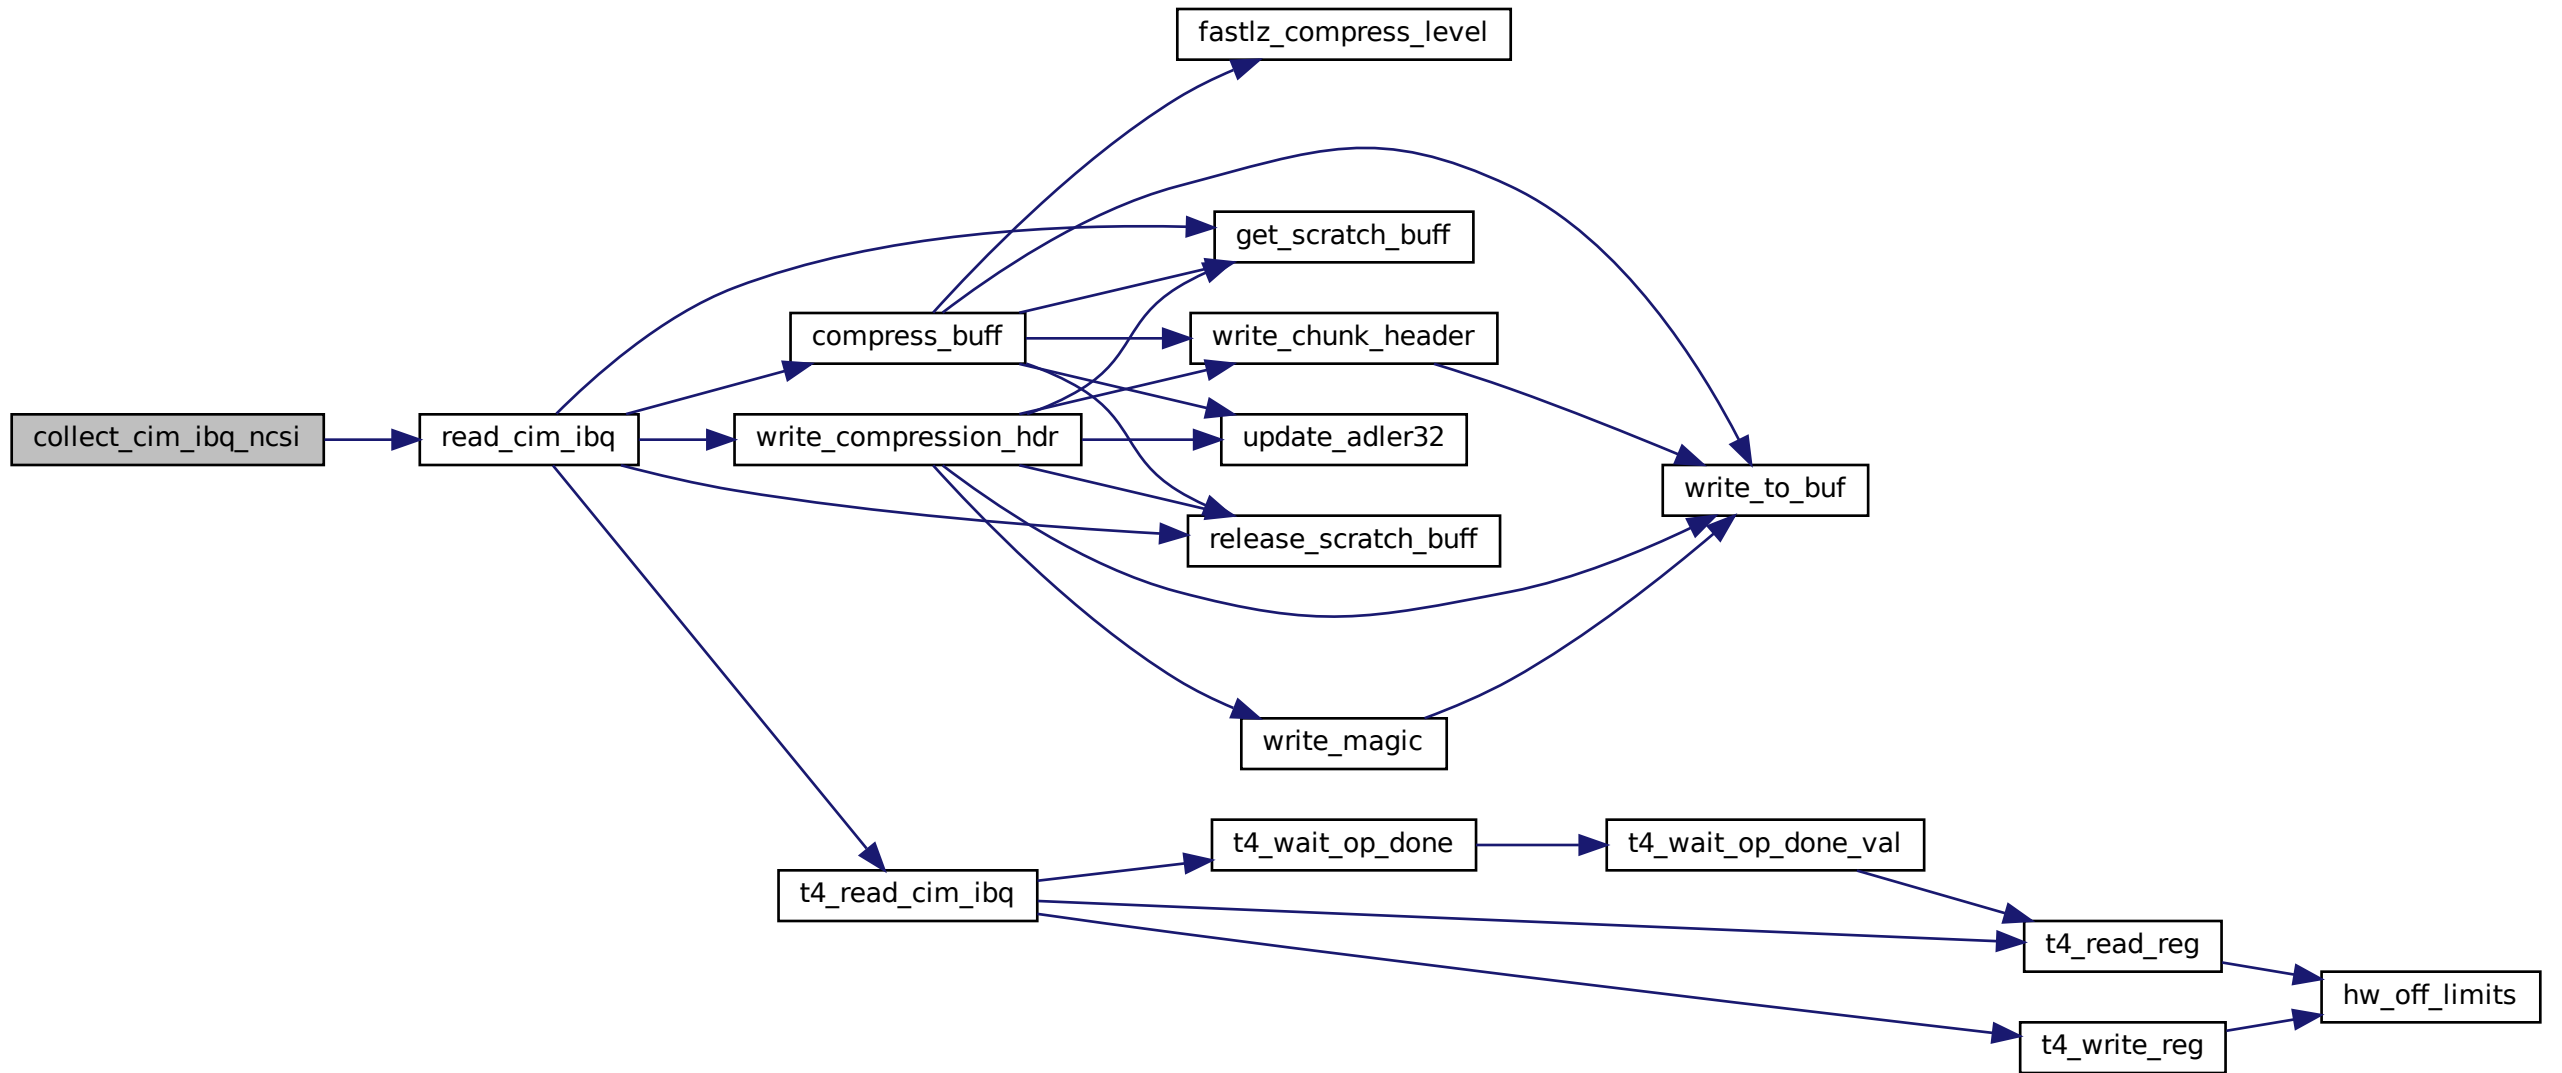 fastlz_compress_level
get_scratch_buff
compress_buff
write_chunk_header
collect_cim_ibq_ncsi
read_cim_ibq
write_compression_hdr
update_adler32
write_to_buf
release_scratch_buff
write_magic
t4_wait_op_done
t4_wait_op_done_val
t4_read_cim_ibq
t4_read_reg
hw_off_limits
t4_write_reg